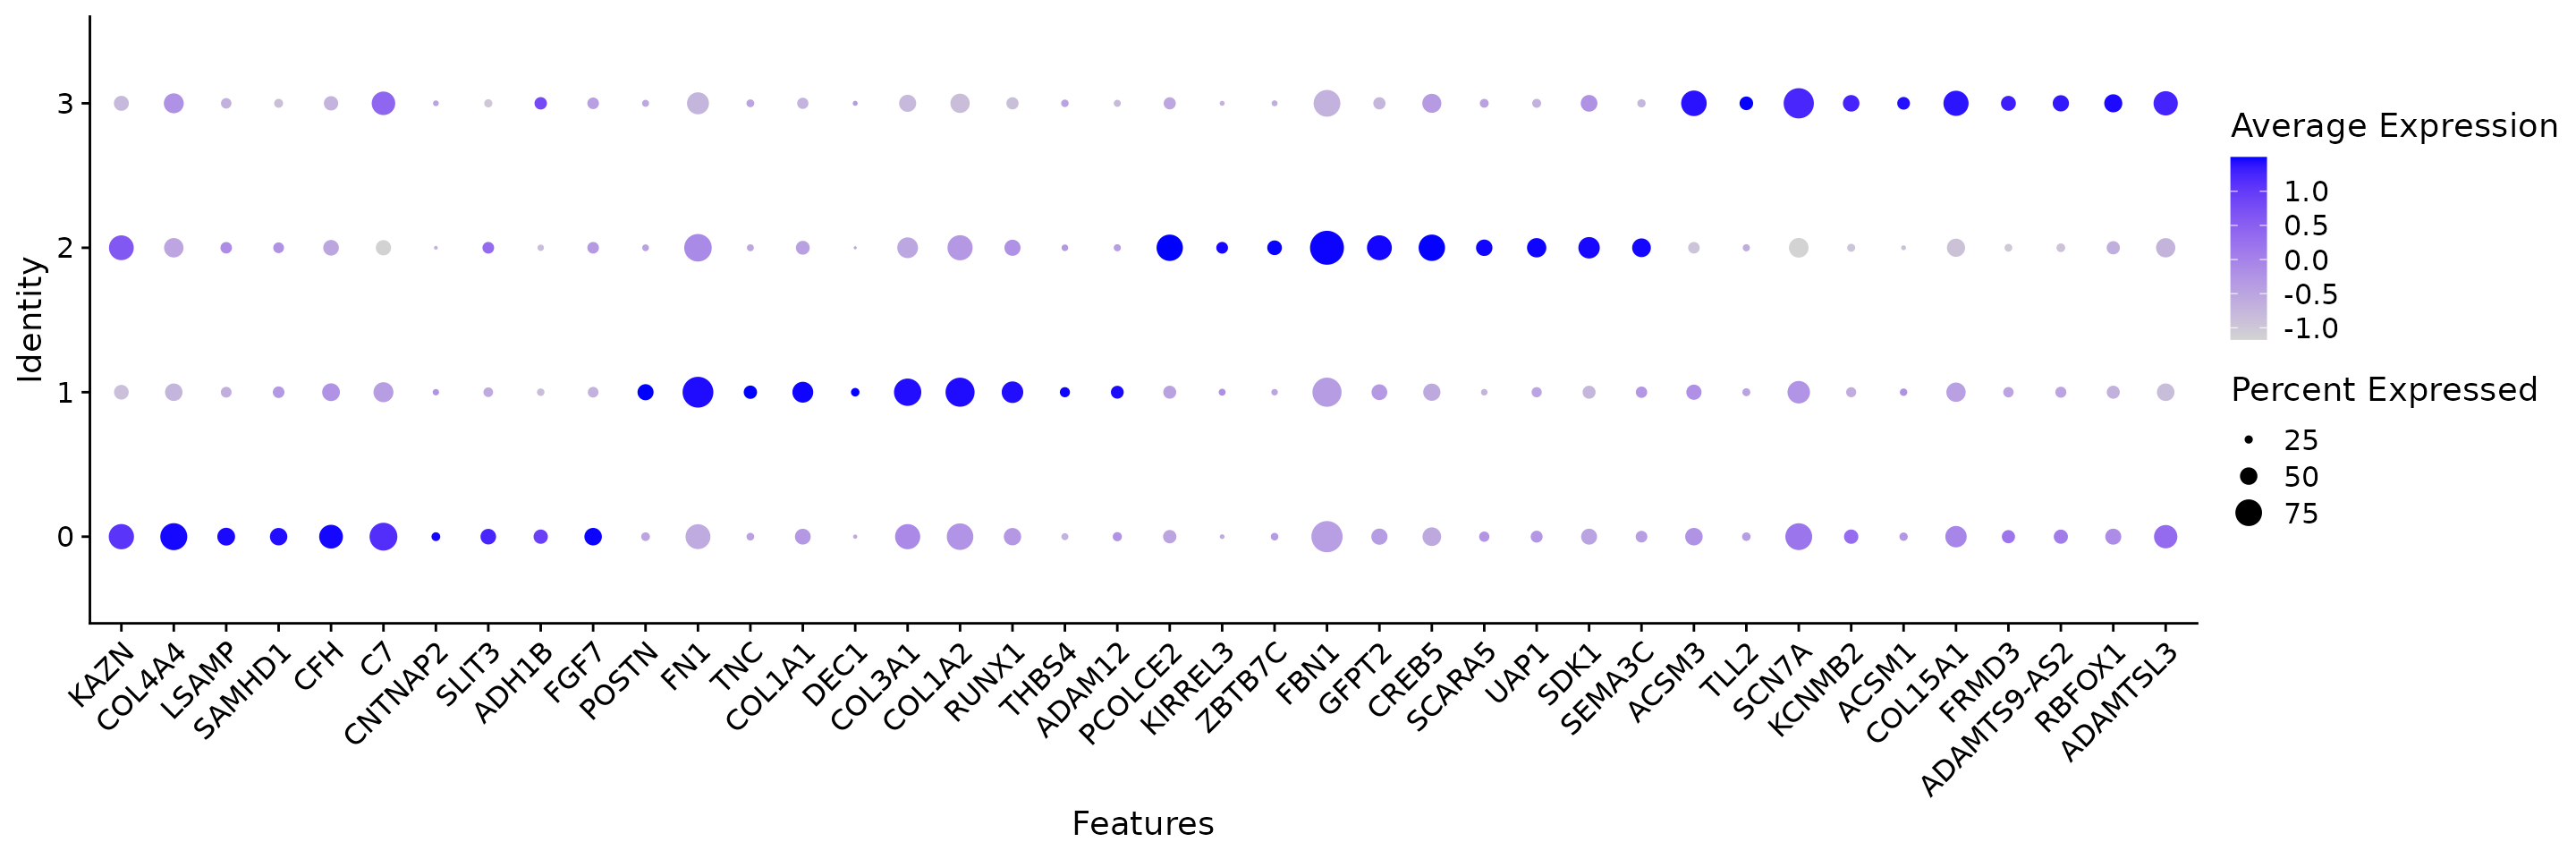 3
2
1
0
Identity
KAZN
COL4A4
LSAMP
SAMHD1
CFH
C7
CNTNAP2
SLIT3
ADH1B
FGF7
POSTN
FN1
TNC
COL1A1
DEC1
COL3A1
COL1A2
RUNX1
THBS4
ADAM12
PCOLCE2
KIRREL3
ZBTB7C
FBN1
GFPT2
CREB5
SCARA5
UAP1
SDK1
SEMA3C
ACSM3
TLL2
SCN7A
KCNMB2
ACSM1
COL15A1
FRMD3
ADAMTS9-AS2
RBFOX1
ADAMTSL3
Features
Average Expression
1.0
0.5
0.0
-0.5
-1.0
Percent Expressed
25
50
75